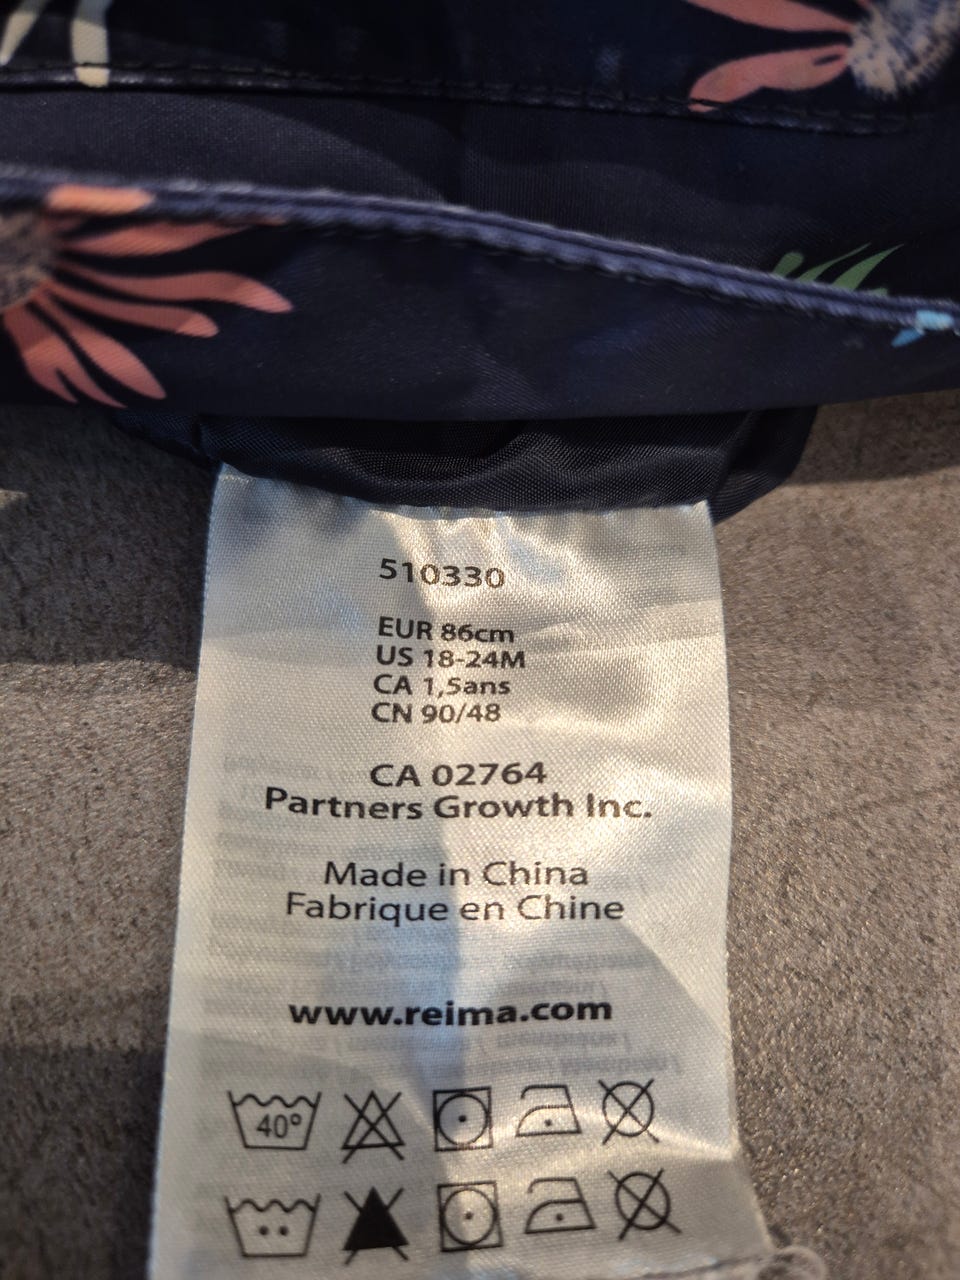 510330
EUR 86cm
US 18-24M
CA 1,5ans
CN 90/48
CA 02764
Partners Growth Inc.
Made in China
Fabrique en Chine
www.reima.com
40°